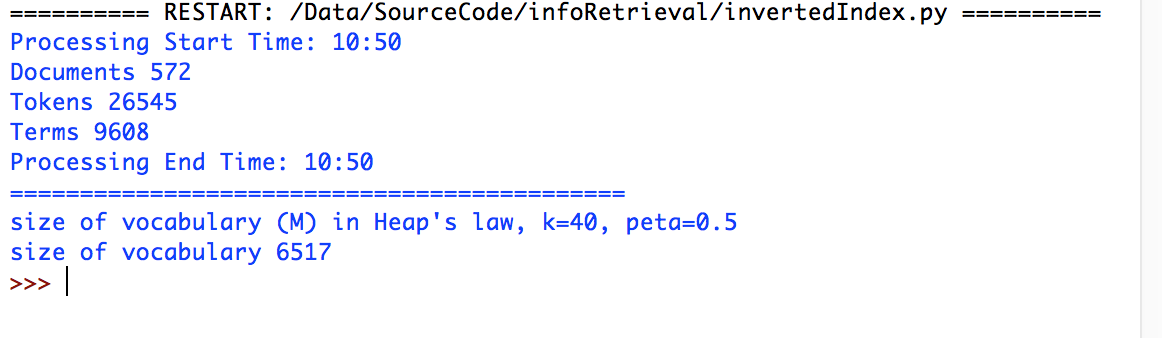 ========== RESTART: /Data/SourceCode/infoRetrieval/invertedIndex.py ==========
Processing Start Time: 10:50
Documents 572
Tokens 26545
Terms 9608
Processing End Time: 10:50
============================================
size of vocabulary (M) in Heap's law, k=40, peta=0.5
size of vocabulary 6517
>>>